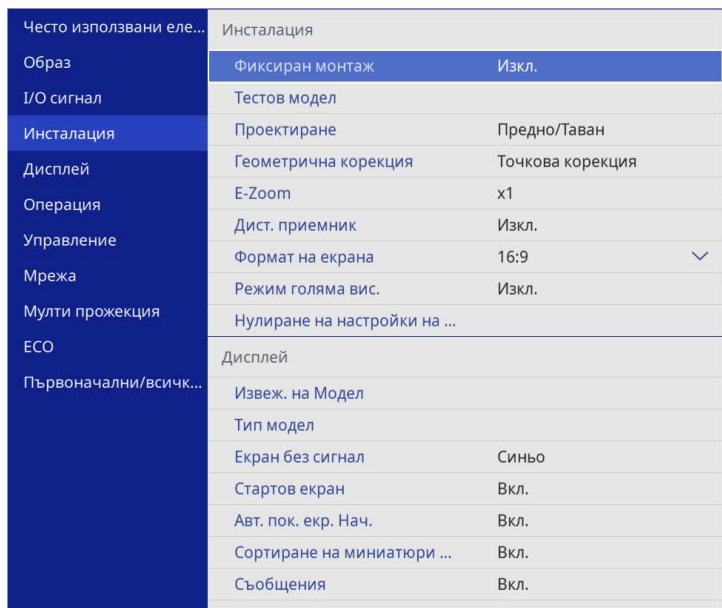 Често използвани еле...
Образ
I/O сигнал
Инсталация
Дисплей
Операция
Управление
Мрежа
Мулти прожекция
ECO
Първоначални/всичк...
Инсталация
Фиксиран монтаж Изкл.
Тестов модел
Проектиране Предно/Таван
Геометрична корекция Точкова корекция
E-Zoom x1
Дист. приемник Изкл.
Формат на екрана 16:9
Режим голяма вис. Изкл.
Нулиране на настройки на ...
Дисплей
Извеж. на Модел
Тип модел
Екран без сигнал Синьо
Стартов екран Вкл.
Авт. пок. екр. Нач. Вкл.
Сортиране на миниатюри ... Вкл.
Съобщения Вкл.